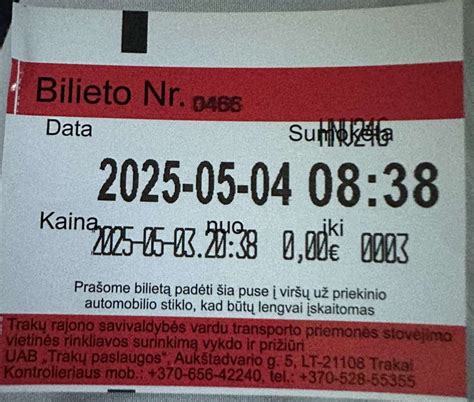 Bilieto Nr. 0466
Data Sumokėta HNU246
2025-05-04 08:38
Kaina nuo iki
2025-05-03.20:38 0,00€ 0003
Prašome bilietą padėti šia puse į viršų už priekinio
automobilio stiklo, kad būtų lengvai įskaitomas
Trakų rajono savivaldybės vardu transporto priemonės stovėjimo
vietinės rinkliavos surinkimą vykdo ir prižiūri
UAB „Trakų paslaugos", Aukštadvario g. 5, LT-21108 Trakai
Kontrolieriaus mob.: +370-656-42240, tel.: +370-528-55355